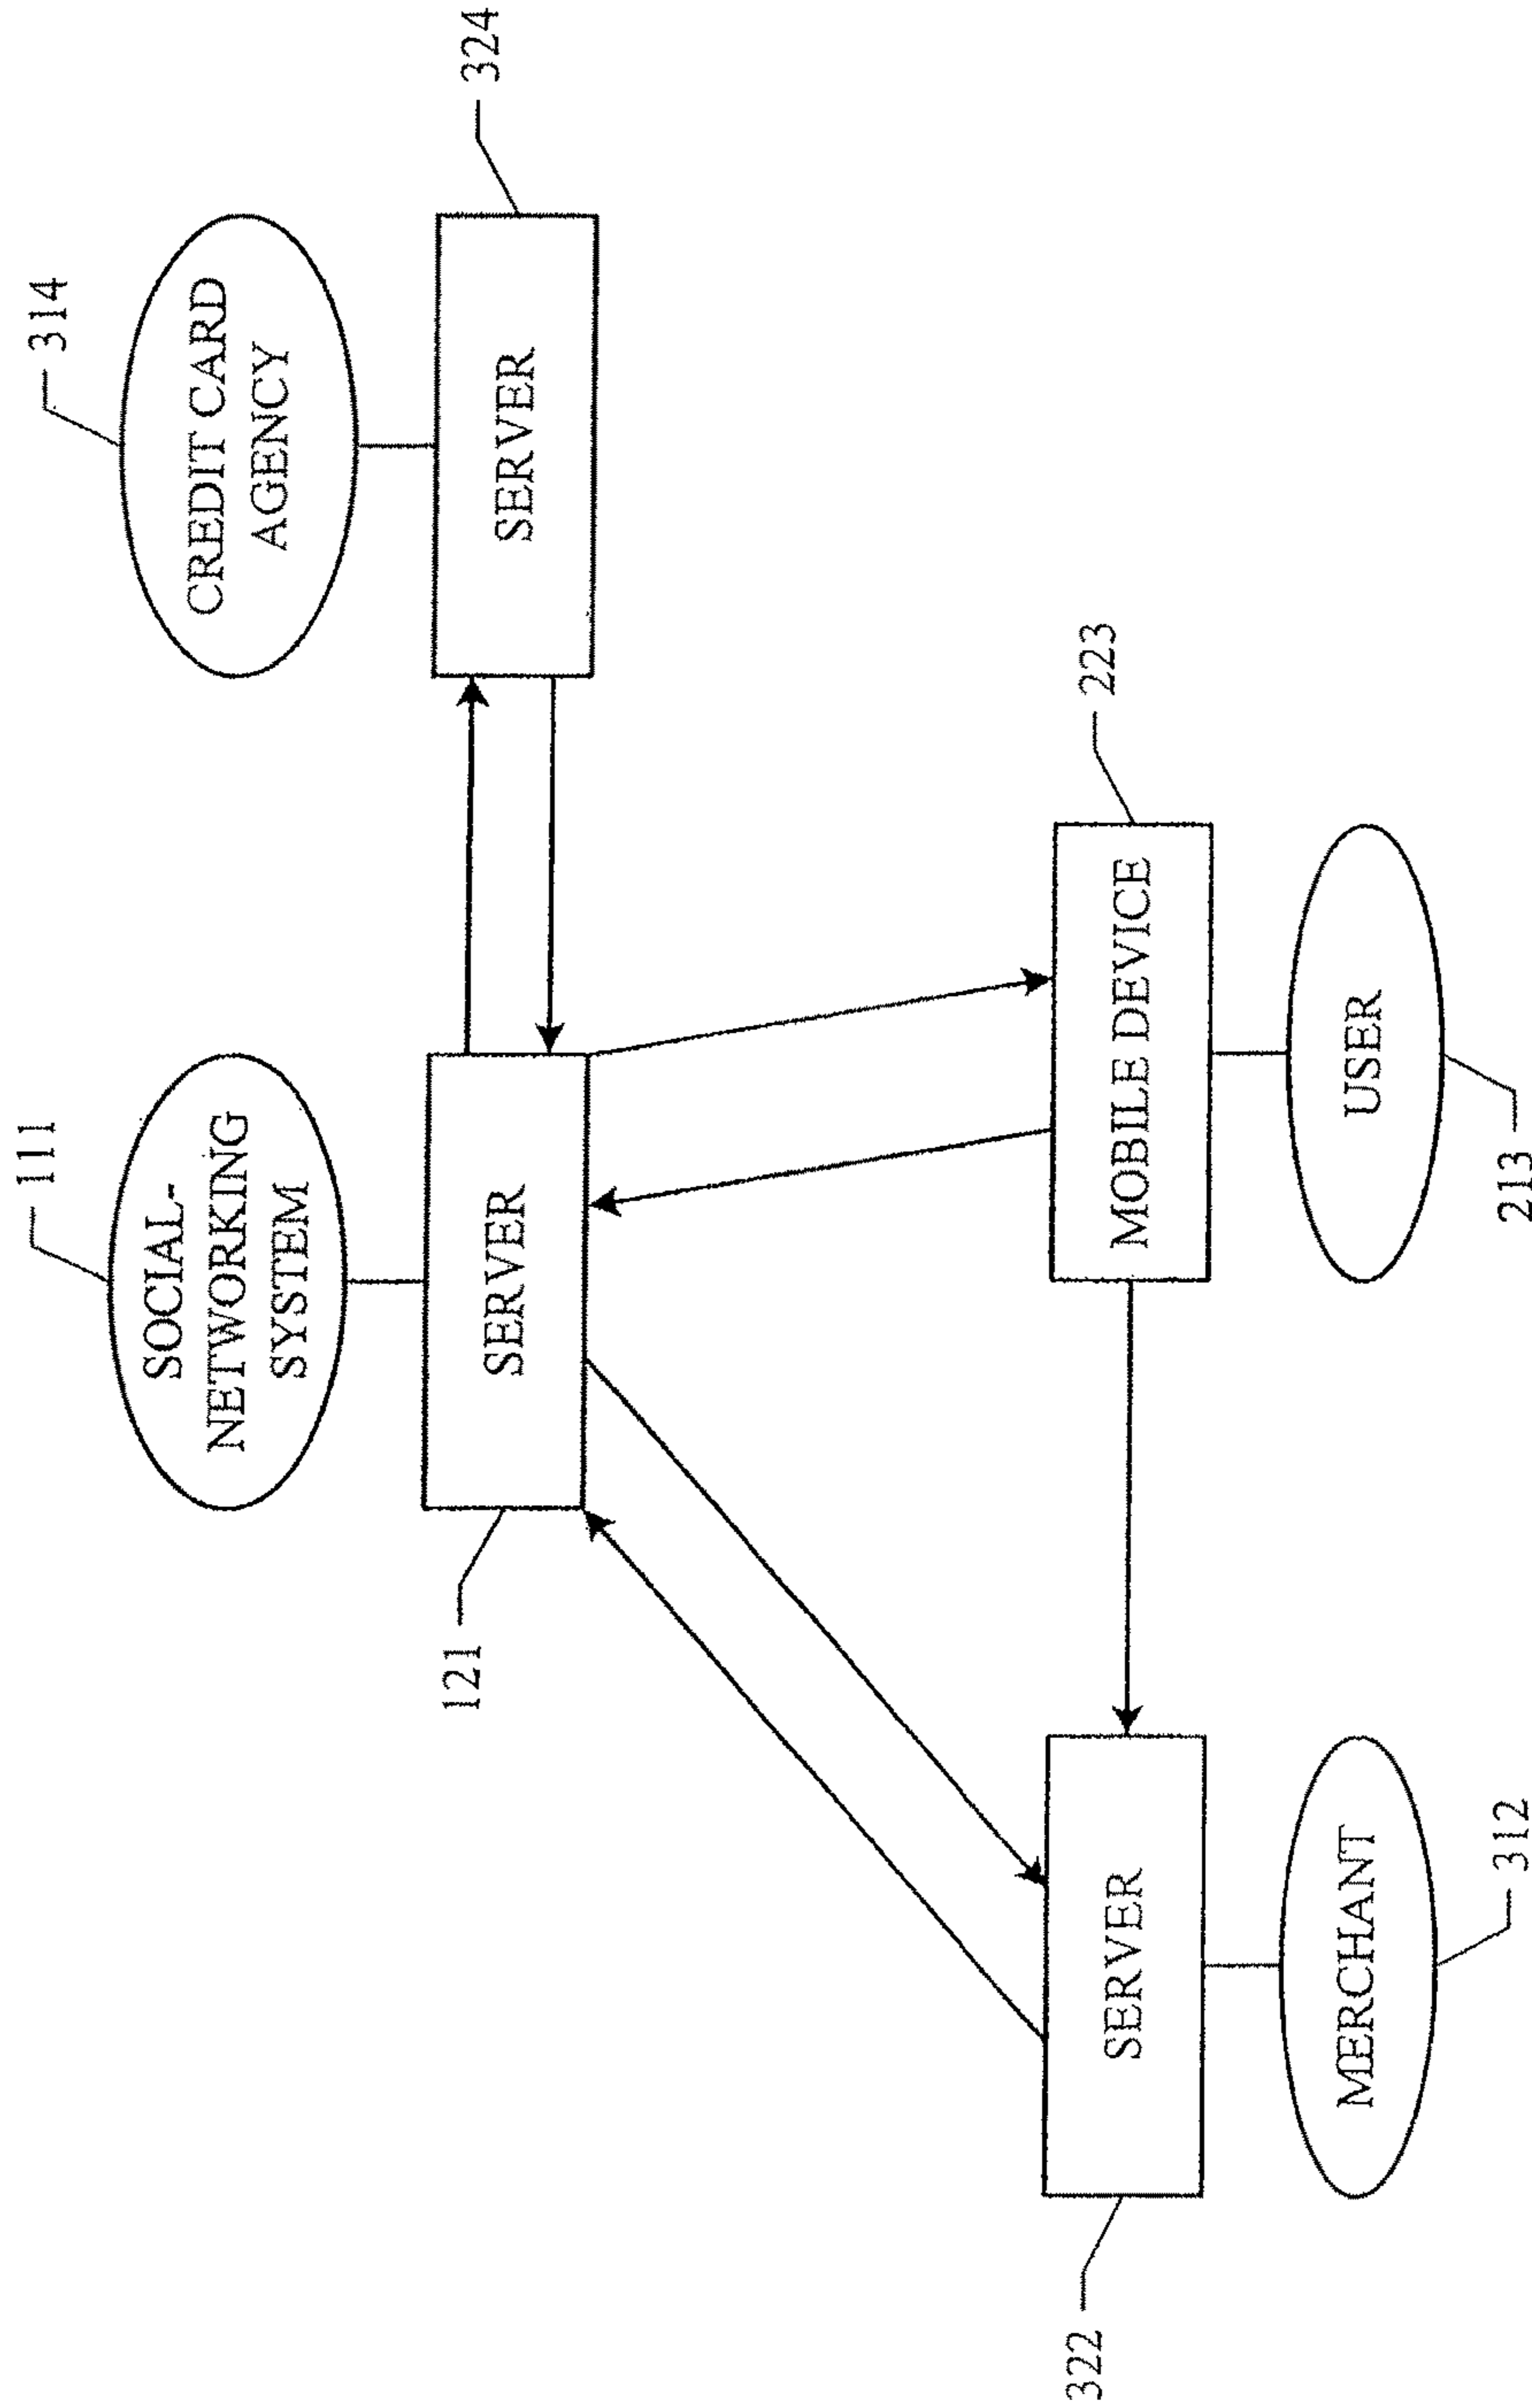 111
SOCIAL-
NETWORKING
SYSTEM
314
CREDIT CARD
AGENCY
121
SERVER
SERVER
324
322
SERVER
MOBILE DEVICE
223
MERCHANT
312
USER
213